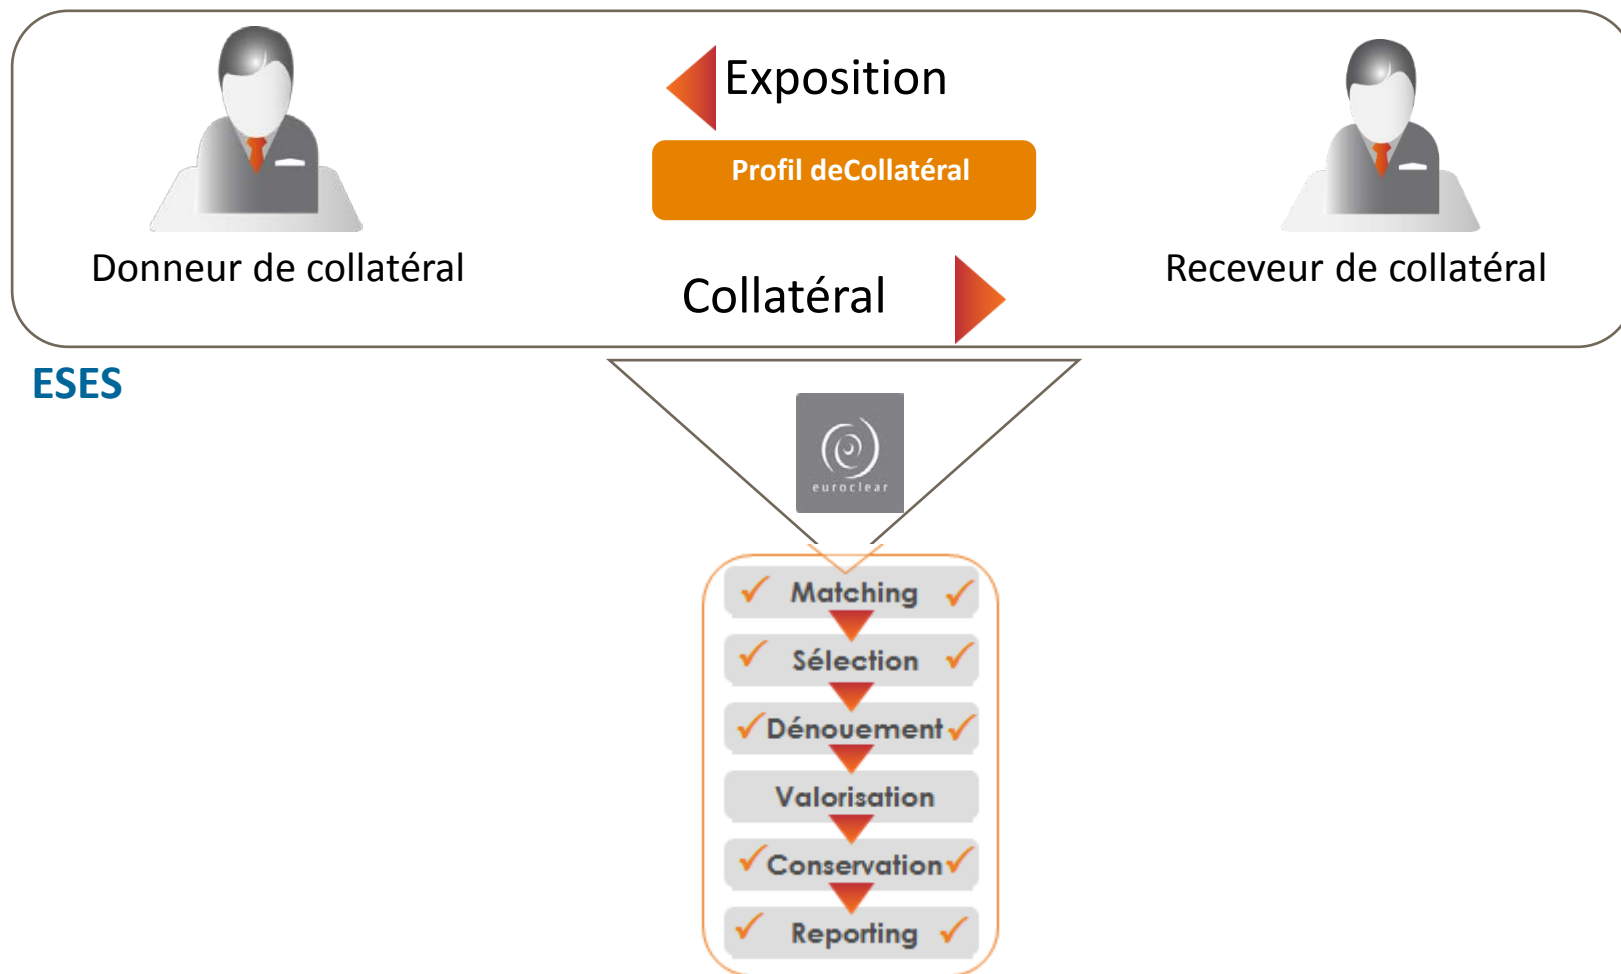 Exposition
Profil deCollatéral
Donneur de collatéral
Receveur de collatéral
Collatéral
ESES
euroclear
Matching
Sélection
Dénouement
Valorisation
Conservation
Reporting